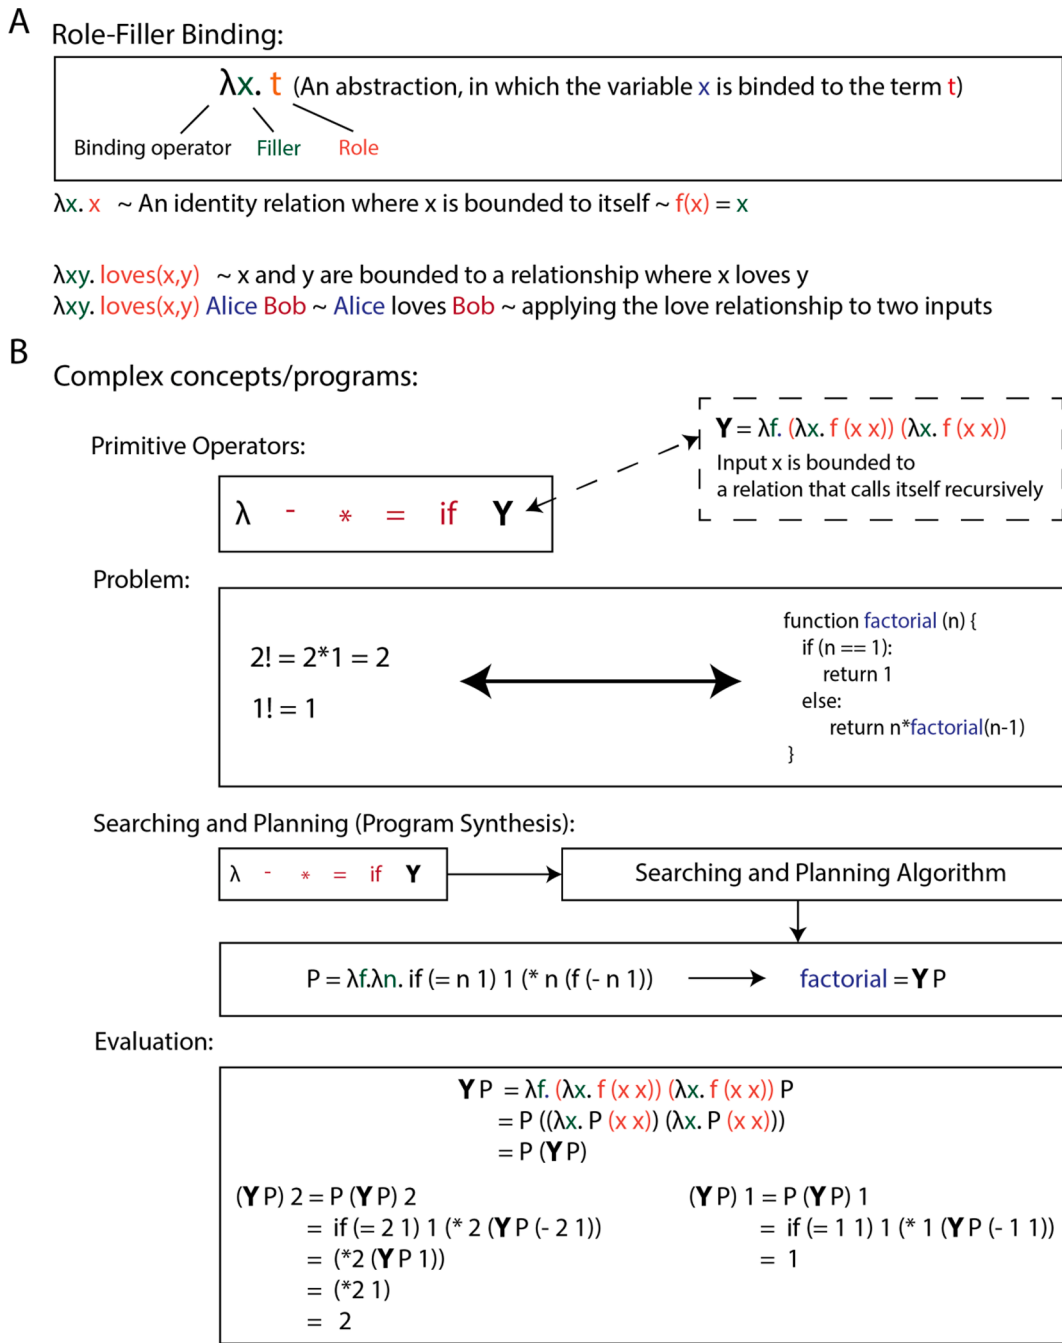 A
Role-Filler Binding:
λx. t (An abstraction, in which the variable x is binded to the term t)
Binding operator Filler Role
λx. x ~ An identity relation where x is bounded to itself ~ f(x) = x
λxy. loves(x,y) ~ x and y are bounded to a relationship where x loves y
λxy. loves(x,y) Alice Bob ~ Alice loves Bob ~ applying the love relationship to two inputs
B
Complex concepts/programs:
Primitive Operators:
λ - * = if Y
Y = λf. (λx. f (x x)) (λx. f (x x))
Input x is bounded to
a relation that calls itself recursively
Problem:
2! = 2*1 = 2
1! = 1
function factorial (n) {
if (n == 1):
return 1
else:
return n*factorial(n-1)
}
Searching and Planning (Program Synthesis):
λ - * = if Y
Searching and Planning Algorithm
P = λf.λn. if (= n 1) 1 (* n (f (- n 1))
factorial = Y P
Evaluation:
Y P = λf. (λx. f (x x)) (λx. f (x x)) P
= P ((λx. P (x x)) (λx. P (x x)))
= P (Y P)
(Y P) 2 = P (Y P) 2
= if (= 2 1) 1 (* 2 (Y P (- 2 1))
= (*2 (Y P 1))
= (*2 1)
= 2
(Y P) 1 = P (Y P) 1
= if (= 1 1) 1 (* 1 (Y P (- 1 1))
= 1